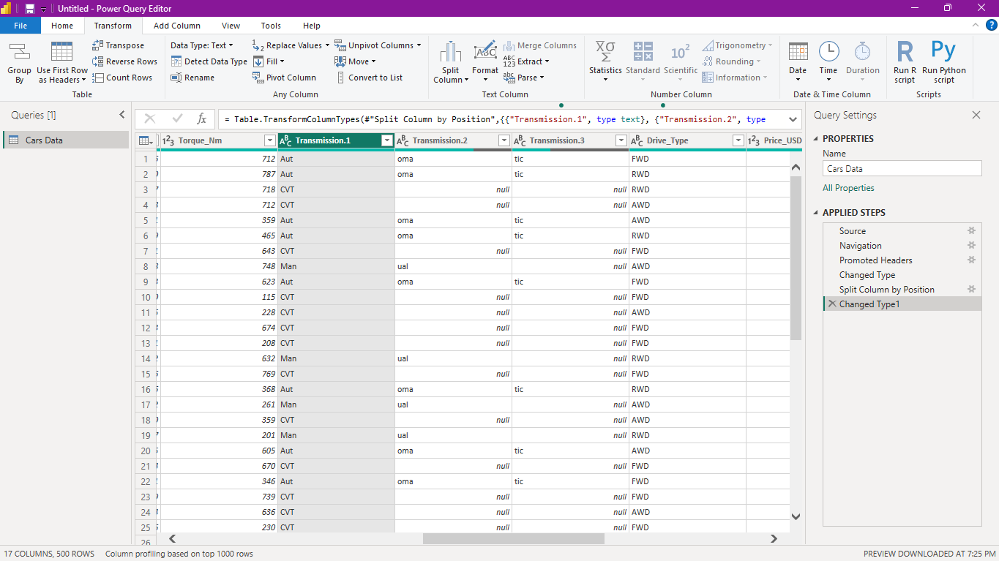 Untitled - Power Query Editor
File Home Transform Add Column View Tools Help
Group By
Use First Row as Headers
Transpose
Reverse Rows
Count Rows
Table
Data Type: Text
Detect Data Type
Rename
Replace Values
Fill
Pivot Column
Unpivot Columns
Move
Convert to List
Any Column
Split Column
Format
Merge Columns
Extract
Parse
Text Column
Statistics
Standard
Scientific
Trigonometry
Rounding
Information
Number Column
Date
Time
Duration
Date & Time Column
Run R script
Run Python script
Scripts
Queries [1]
Cars Data
= Table.TransformColumnTypes(#"Split Column by Position",{{"Transmission.1", type text}, {"Transmission.2", type
Torque_Nm Transmission.1 Transmission.2 Transmission.3 Drive_Type Price_USD
1 712 Aut oma tic FWD
2 787 Aut oma tic RWD
3 718 CVT null null RWD
4 712 CVT null null AWD
5 359 Aut oma tic AWD
6 465 Aut oma tic RWD
7 643 CVT null null FWD
8 748 Man ual null AWD
9 623 Aut oma tic FWD
10 115 CVT null null FWD
11 228 CVT null null AWD
12 674 CVT null null FWD
13 208 CVT null null FWD
14 632 Man ual null RWD
15 769 CVT null null FWD
16 368 Aut oma tic RWD
17 261 Man ual null AWD
18 359 CVT null null AWD
19 201 Man ual null RWD
20 605 Aut oma tic AWD
21 670 CVT null null FWD
22 346 Aut oma tic FWD
23 739 CVT null null FWD
24 636 CVT null null AWD
25 230 CVT null null FWD
26
Query Settings
PROPERTIES
Name
Cars Data
All Properties
APPLIED STEPS
Source
Navigation
Promoted Headers
Changed Type
Split Column by Position
Changed Type1
17 COLUMNS, 500 ROWS Column profiling based on top 1000 rows
PREVIEW DOWNLOADED AT 7:25 PM